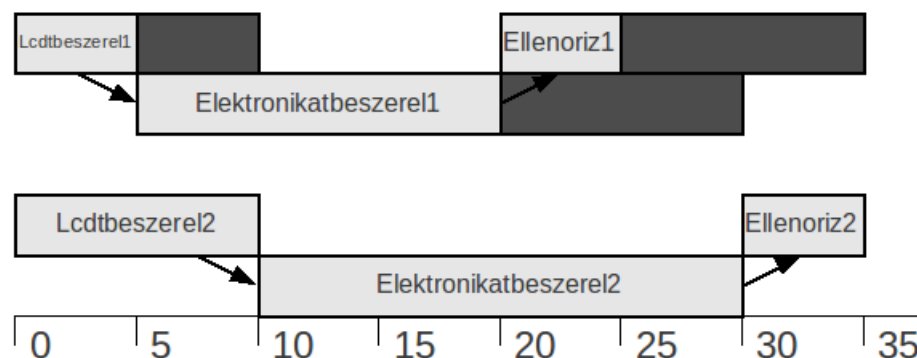 Lcdtbeszerel1
Ellenoriz1
Elektronikatbeszerel1
Lcdtbeszerel2
Ellenoriz2
Elektronikatbeszerel2
0 5 10 15 20 25 30 35